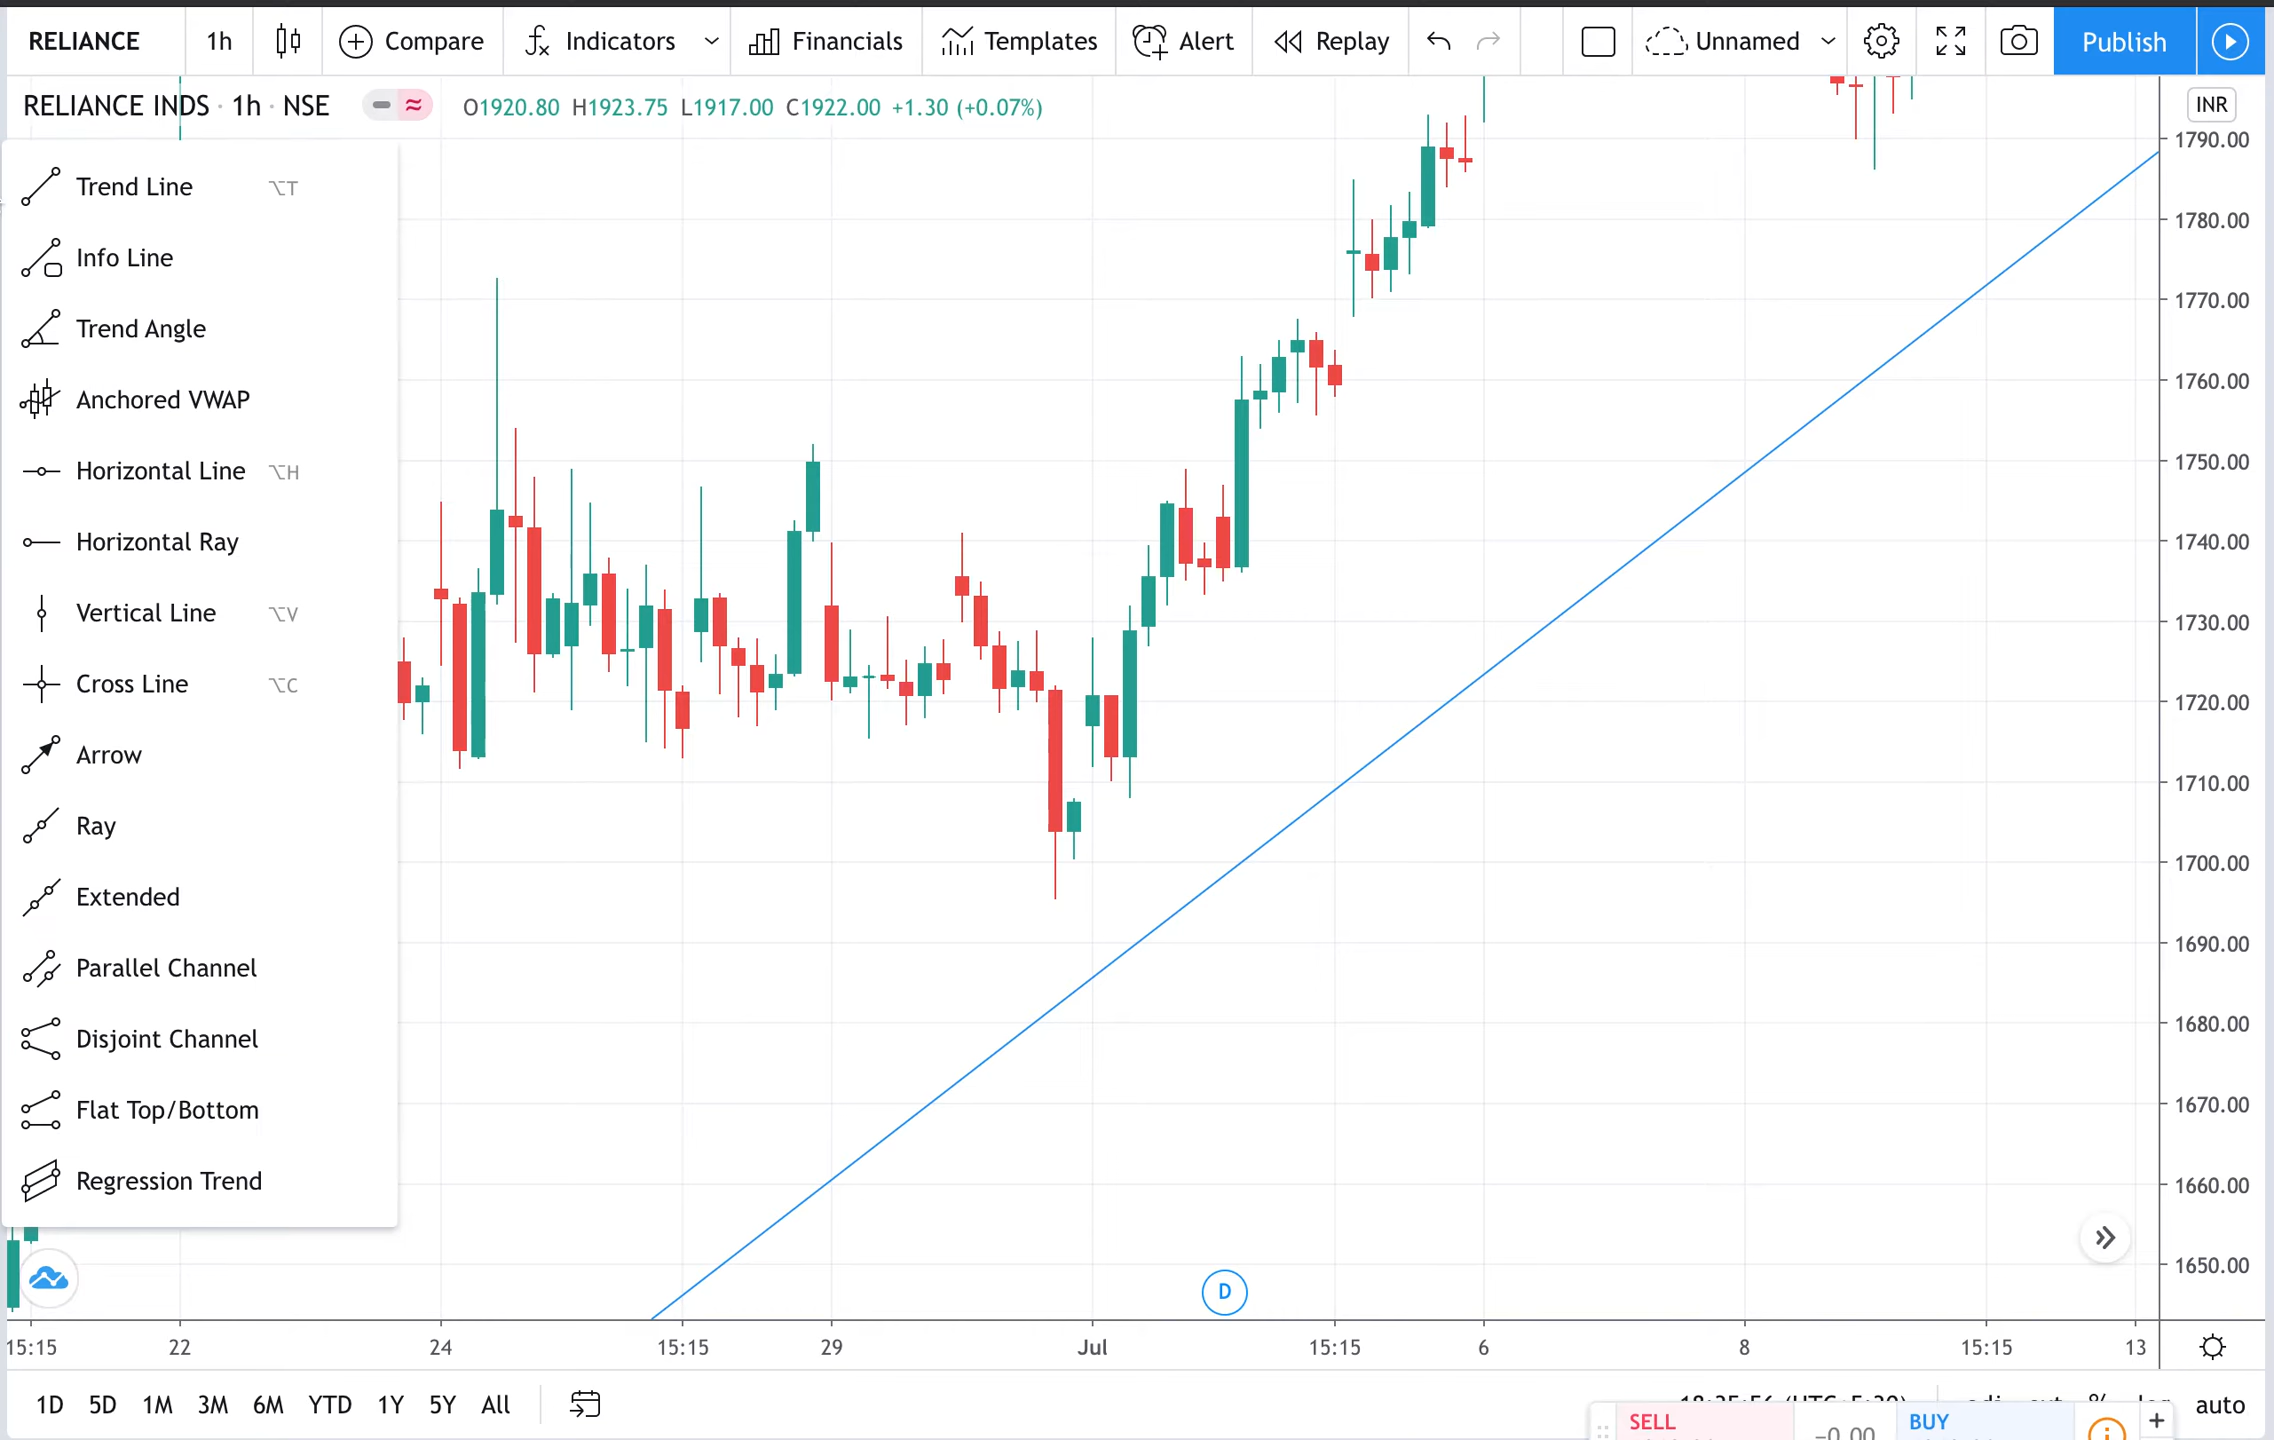 RELIANCE 1h Compare Indicators Financials Templates Alert Replay Unnamed Publish
RELIANCE INDS · 1h · NSE O1920.80 H1923.75 L1917.00 C1922.00 +1.30 (+0.07%) INR
Trend Line ⌥T
Info Line
Trend Angle
Anchored VWAP
Horizontal Line ⌥H
Horizontal Ray
Vertical Line ⌥V
Cross Line ⌥C
Arrow
Ray
Extended
Parallel Channel
Disjoint Channel
Flat Top/Bottom
Regression Trend
1790.00
1780.00
1770.00
1760.00
1750.00
1740.00
1730.00
1720.00
1710.00
1700.00
1690.00
1680.00
1670.00
1660.00
1650.00
D
15:15 22 24 15:15 29 Jul 15:15 6 8 15:15 13
1D 5D 1M 3M 6M YTD 1Y 5Y All auto
SELL −0.00 BUY